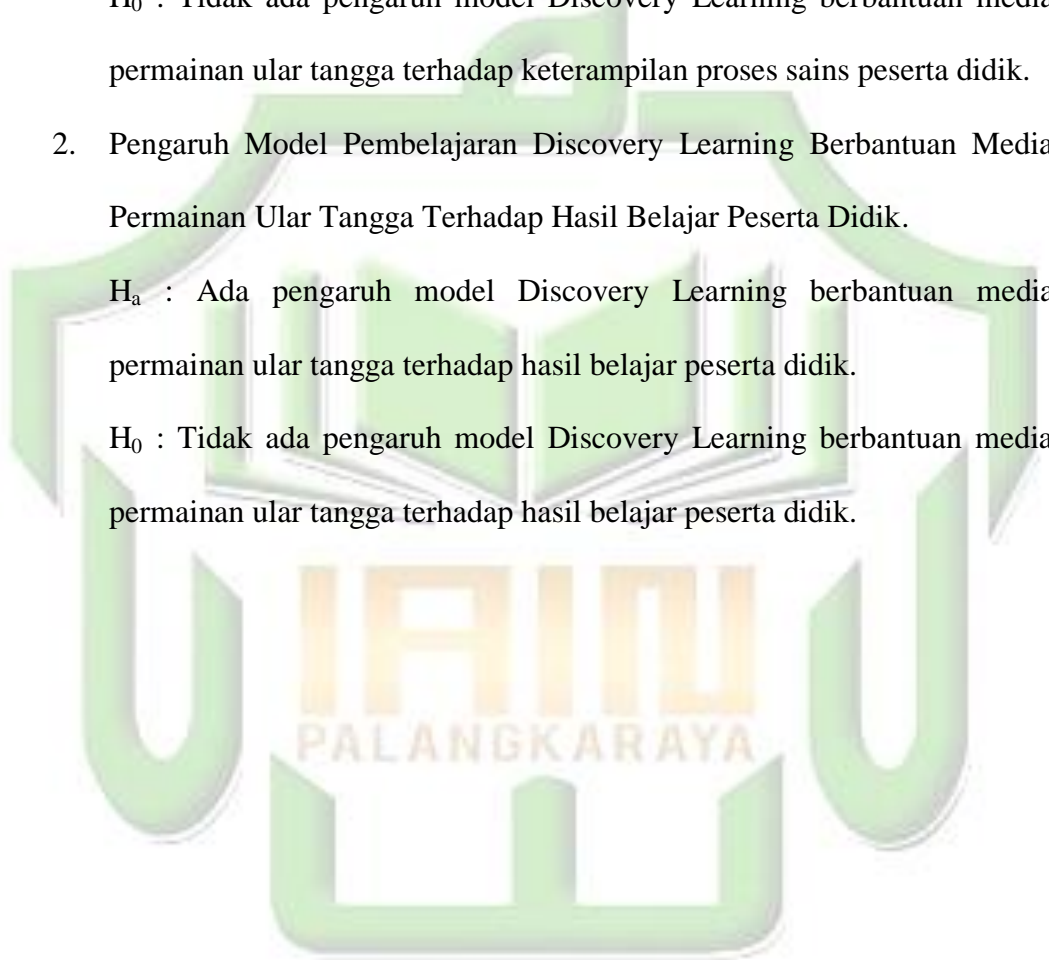 H₀ : Tidak ada pengaruh model Discovery Learning berbantuan media
permainan ular tangga terhadap keterampilan proses sains peserta didik.
2. Pengaruh Model Pembelajaran Discovery Learning Berbantuan Media
Permainan Ular Tangga Terhadap Hasil Belajar Peserta Didik.
Hₐ : Ada pengaruh model Discovery Learning berbantuan media
permainan ular tangga terhadap hasil belajar peserta didik.
H₀ : Tidak ada pengaruh model Discovery Learning berbantuan media
permainan ular tangga terhadap hasil belajar peserta didik.
IAIN
PALANGKARAYA